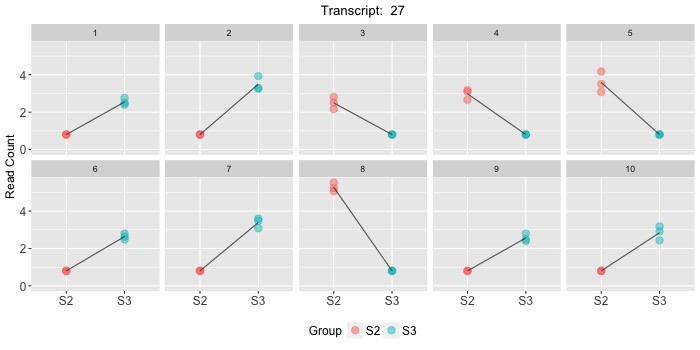 Transcript: 27
1 2 3 4 5
4
2
0
Read Count
6 7 8 9 10
4
2
0
S2 S3 S2 S3 S2 S3 S2 S3 S2 S3
Group S2 S3